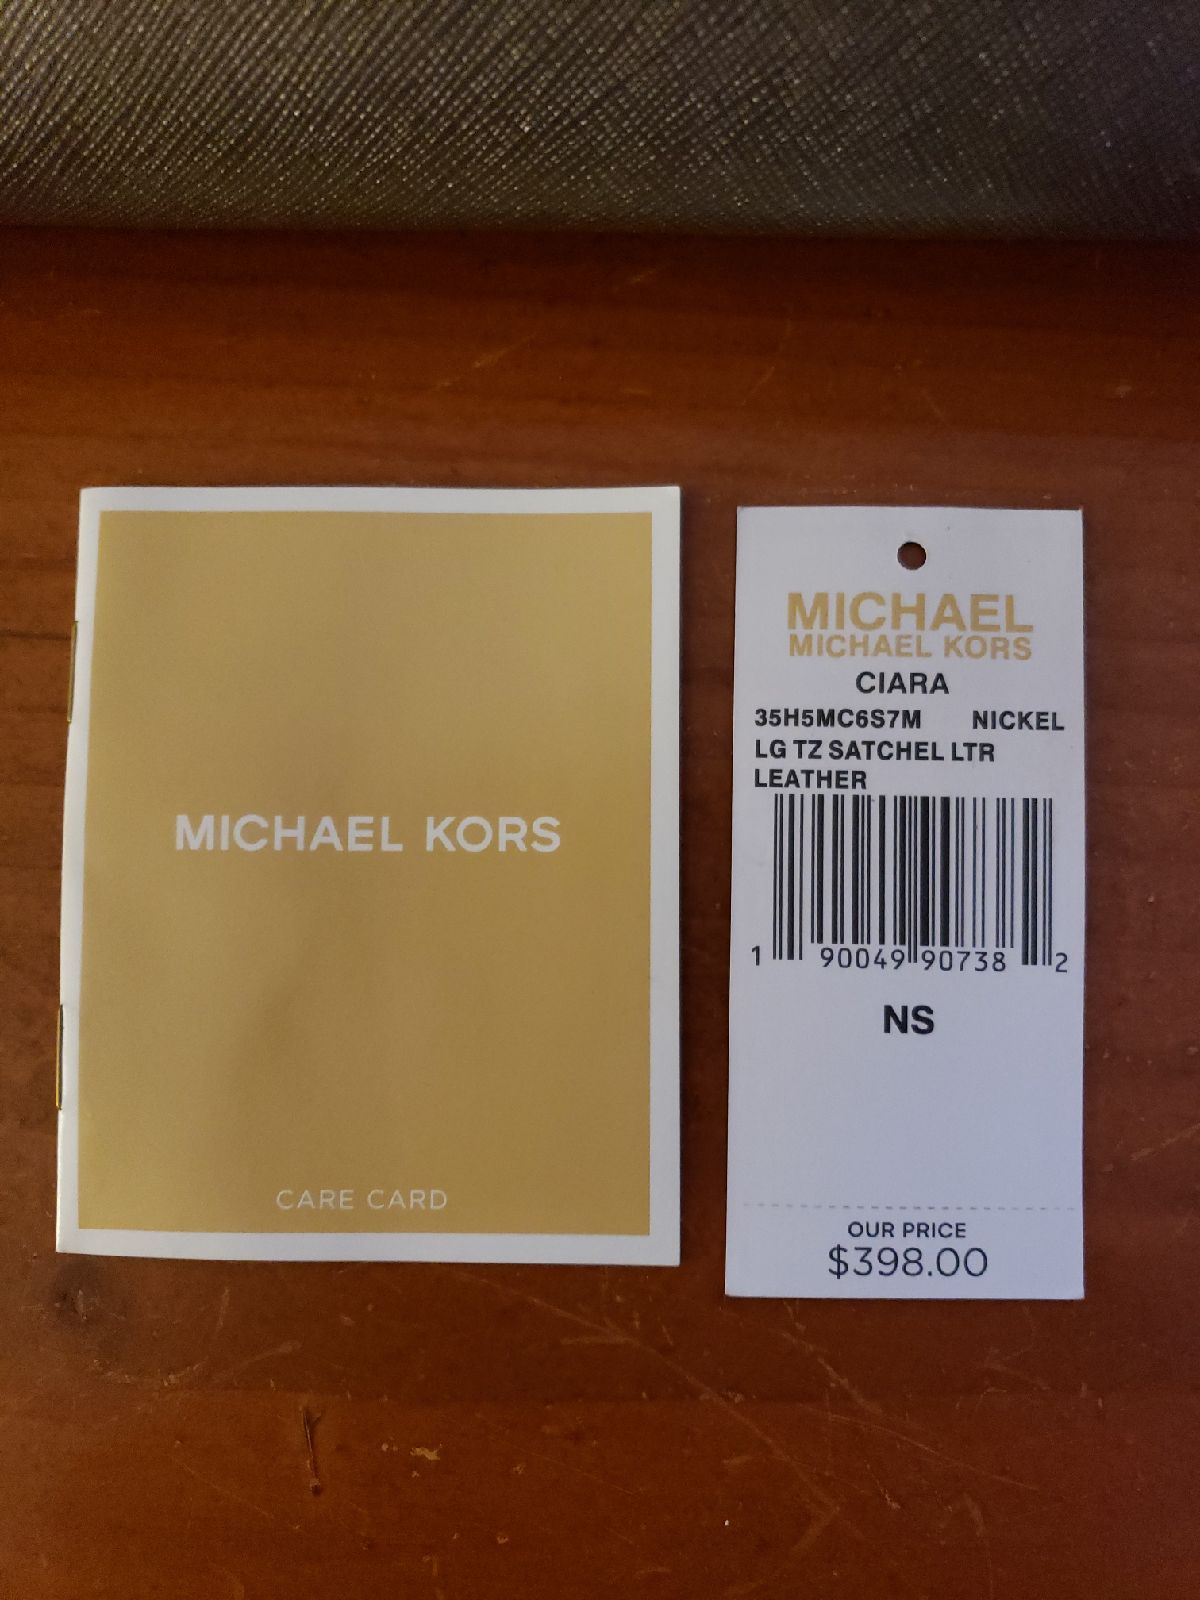 MICHAEL KORS
CARE CARD
MICHAEL
MICHAEL KORS
CIARA
35H5MC6S7M NICKEL
LG TZ SATCHEL LTR
LEATHER
1 90049 90738 2
NS
OUR PRICE
$398.00